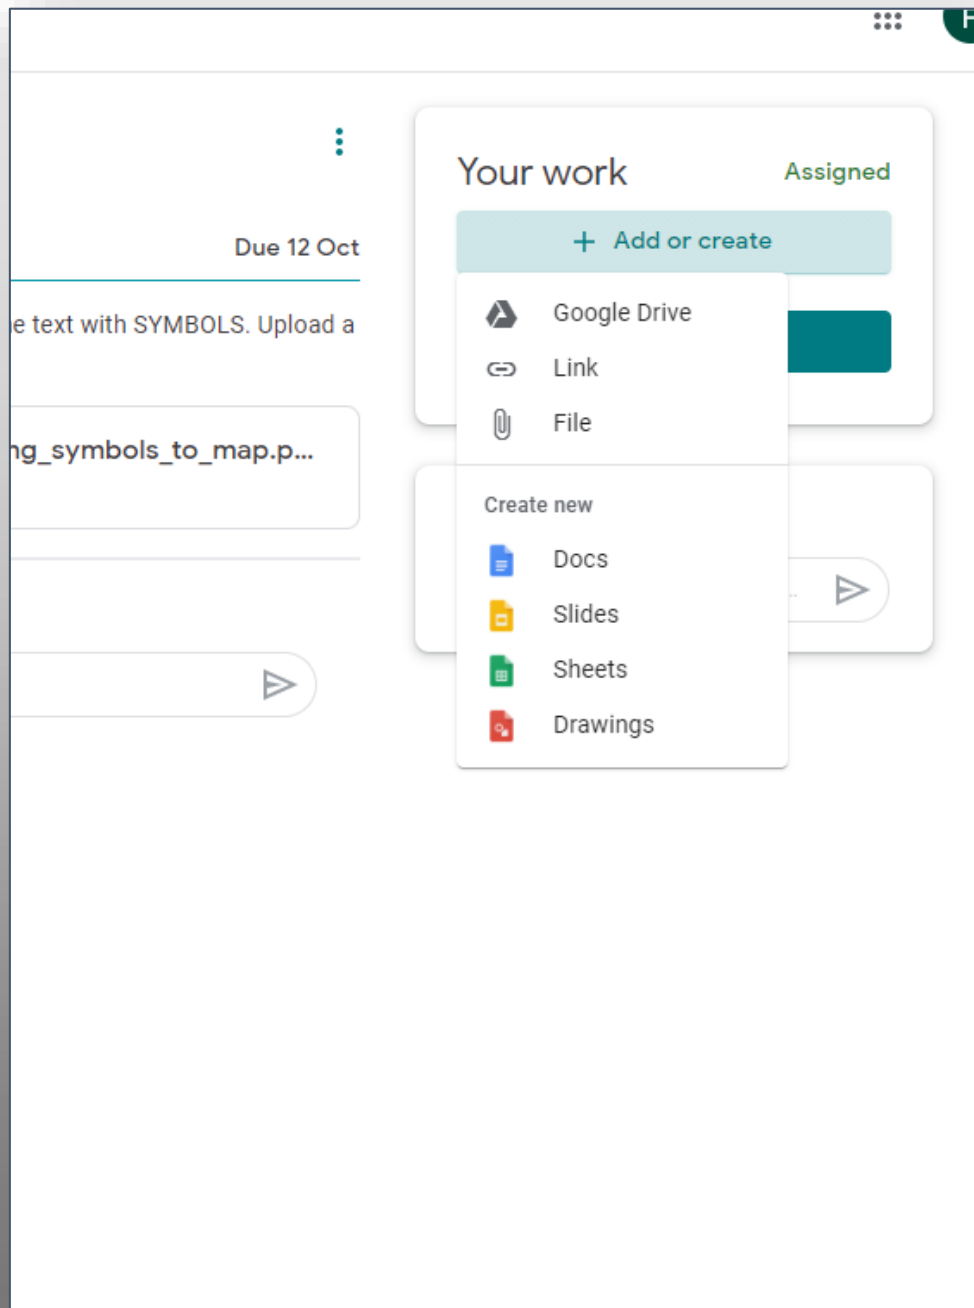 Your work
Assigned
+ Add or create
Due 12 Oct
Google Drive
text with SYMBOLS. Upload a
Link
File
ng_symbols_to_map.p...
Create new
Docs
Slides
Sheets
Drawings